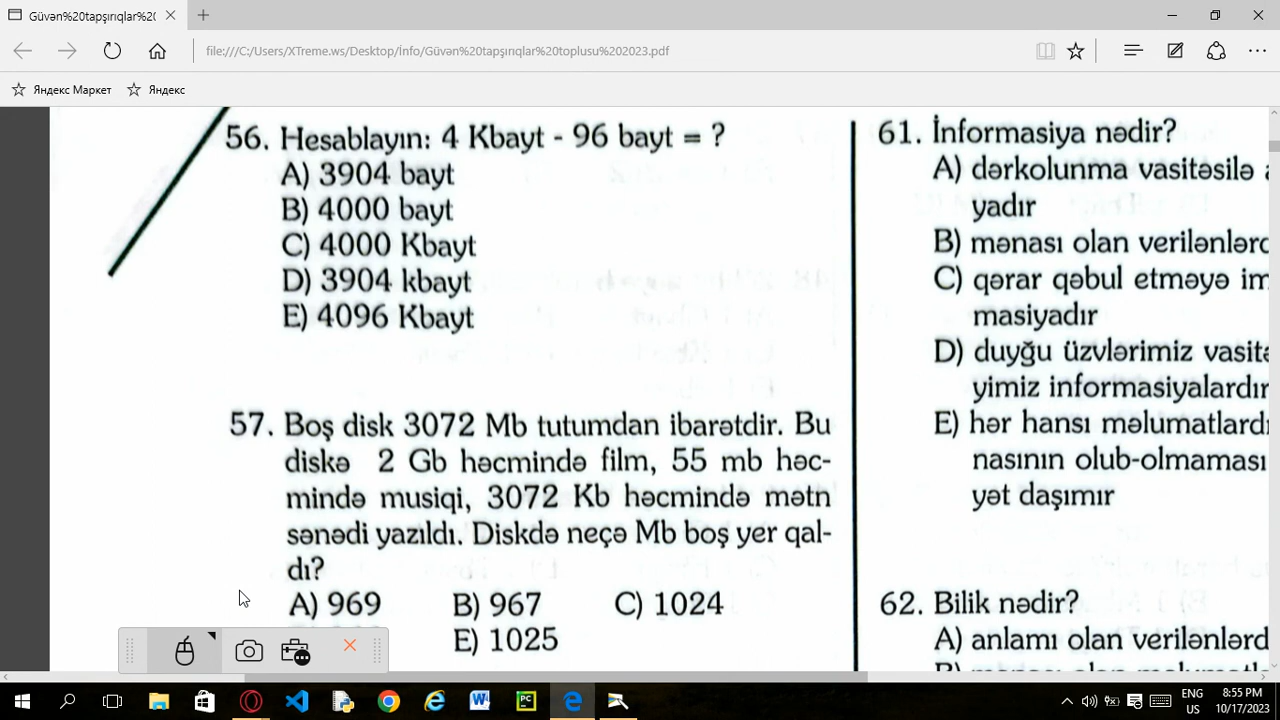 Güvən%20tapşırıqlar%20
file:///C:/Users/XTreme.ws/Desktop/İnfo/Güvən%20tapşırıqlar%20toplusu%202023.pdf
Яндекс Маркет
Яндекс
56. Hesablayın: 4 Kbayt - 96 bayt = ?
A) 3904 bayt
B) 4000 bayt
C) 4000 Kbayt
D) 3904 kbayt
E) 4096 Kbayt
57. Boş disk 3072 Mb tutumdan ibarətdir. Bu
diskə 2 Gb həcmində film, 55 mb həc-
mində musiqi, 3072 Kb həcmində mətn
sənədi yazıldı. Diskdə neçə Mb boş yer qal-
dı?
A) 969 B) 967 C) 1024
E) 1025
61. İnformasiya nədir?
A) dərkolunma vasitəsilə
yadır
B) mənası olan verilənlərd
C) qərar qəbul etməyə im
masiyadır
D) duyğu üzvlərimiz vasitə
yimiz informasiyalardır
E) hər hansı məlumatlard
nasının olub-olmaması
yət daşımır
62. Bilik nədir?
A) anlamı olan verilənlərd
ENG
US
8:55 PM
10/17/2023